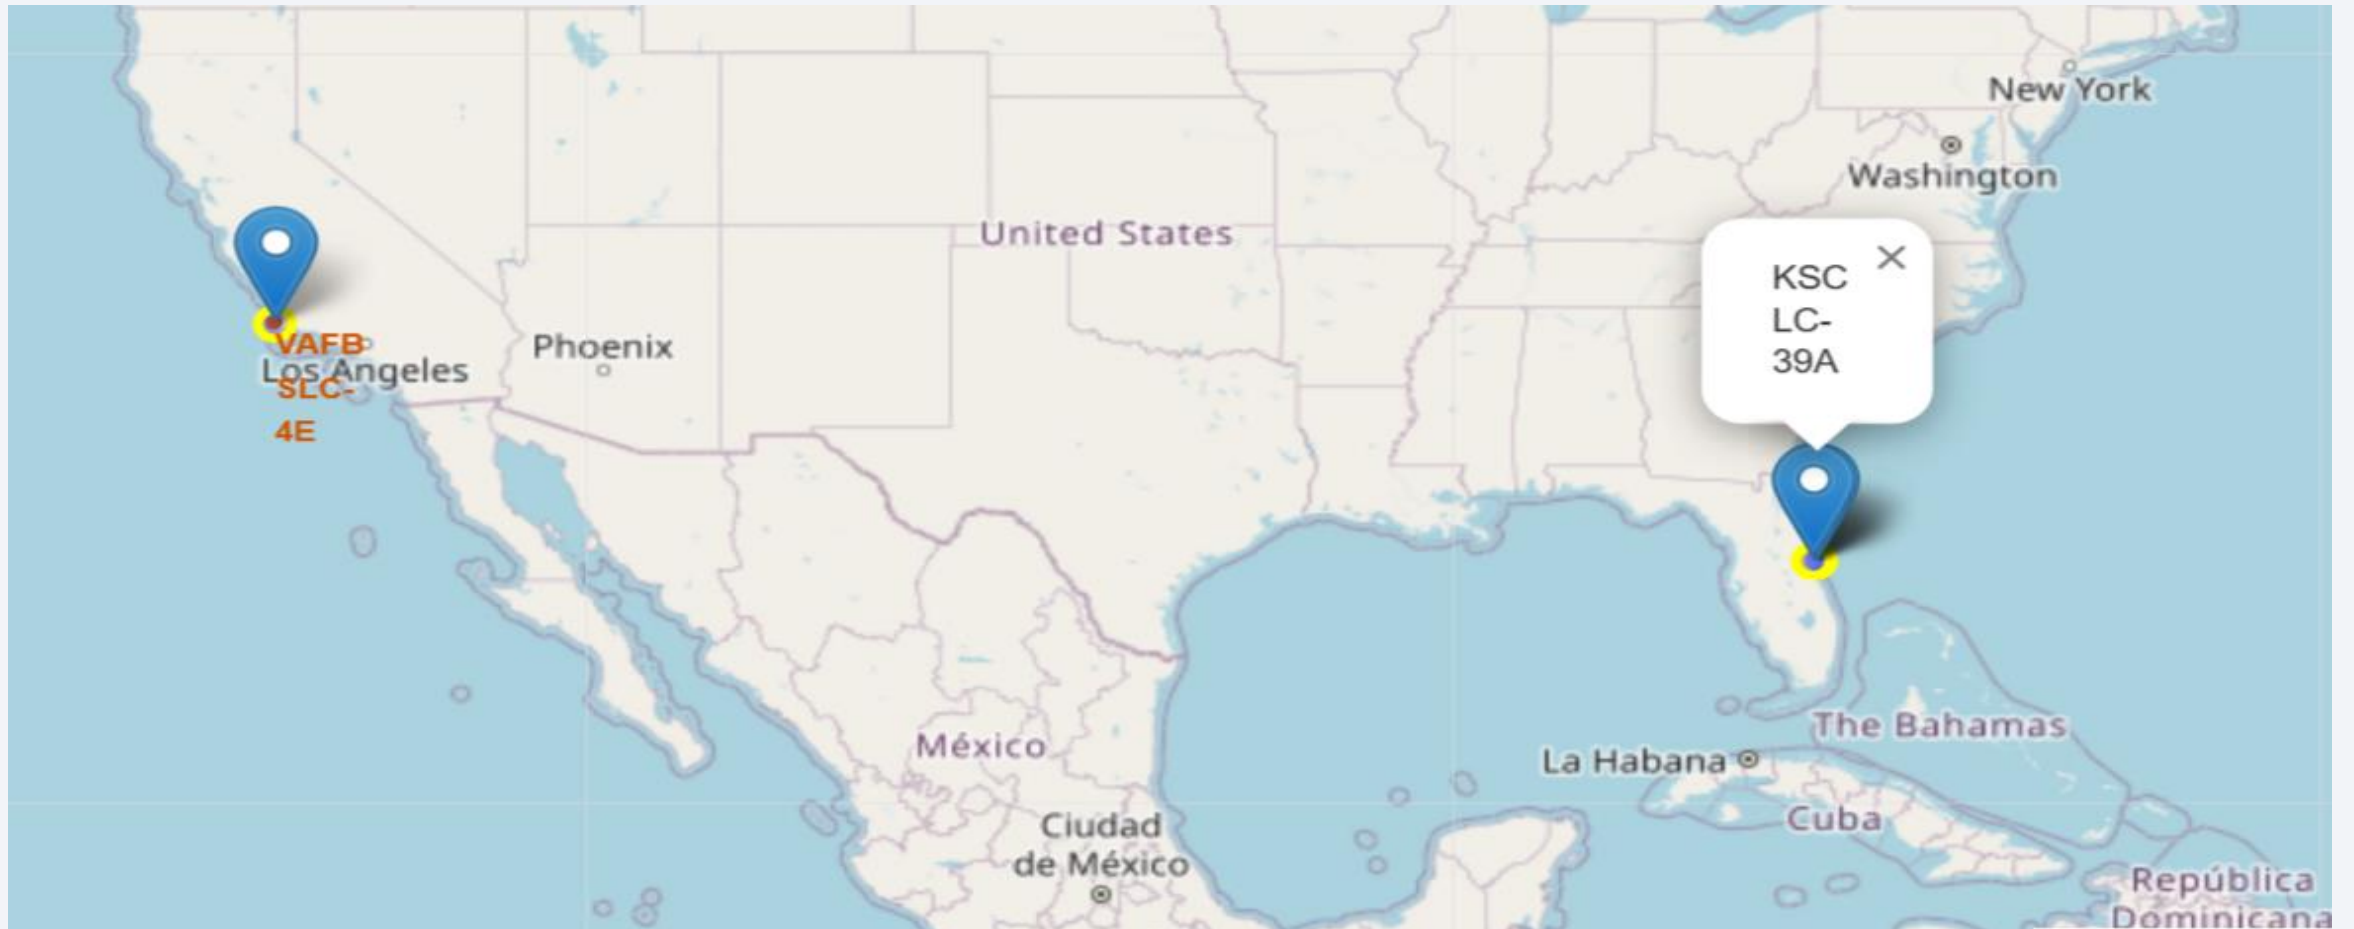 New York
Washington
United States
KSC
LC-
39A
×
VAFB
Los Angeles
SLC-
4E
Phoenix
The Bahamas
México
La Habana
Cuba
Ciudad
de México
República
Dominicana